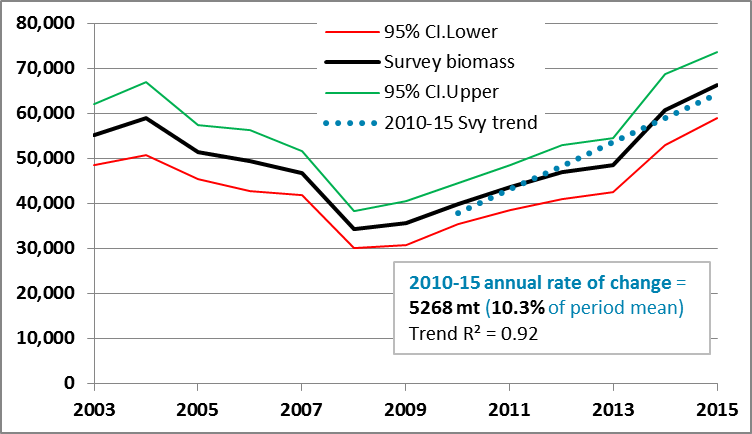 80,000
70,000
60,000
50,000
40,000
30,000
20,000
10,000
0
95% CI.Lower
Survey biomass
95% CI.Upper
2010-15 Svy trend
2010-15 annual rate of change =
5268 mt (10.3% of period mean)
Trend R² = 0.92
2003 2005 2007 2009 2011 2013 2015